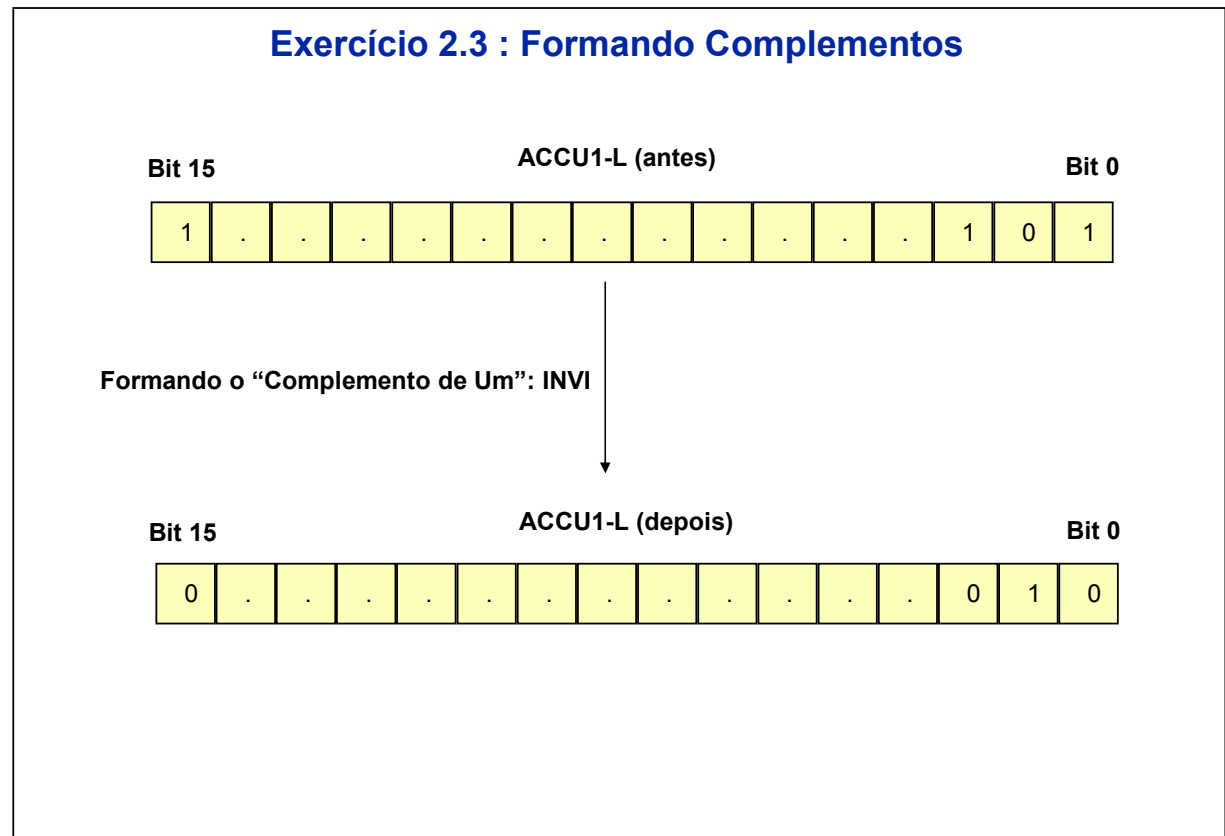 Exercício 2.3 : Formando Complementos
ACCU1-L (antes)
Bit 15 Bit 0
1 . . . . . . . . . . . . 1 0 1
Formando o “Complemento de Um”: INVI
ACCU1-L (depois)
Bit 15 Bit 0
0 . . . . . . . . . . . . 0 1 0